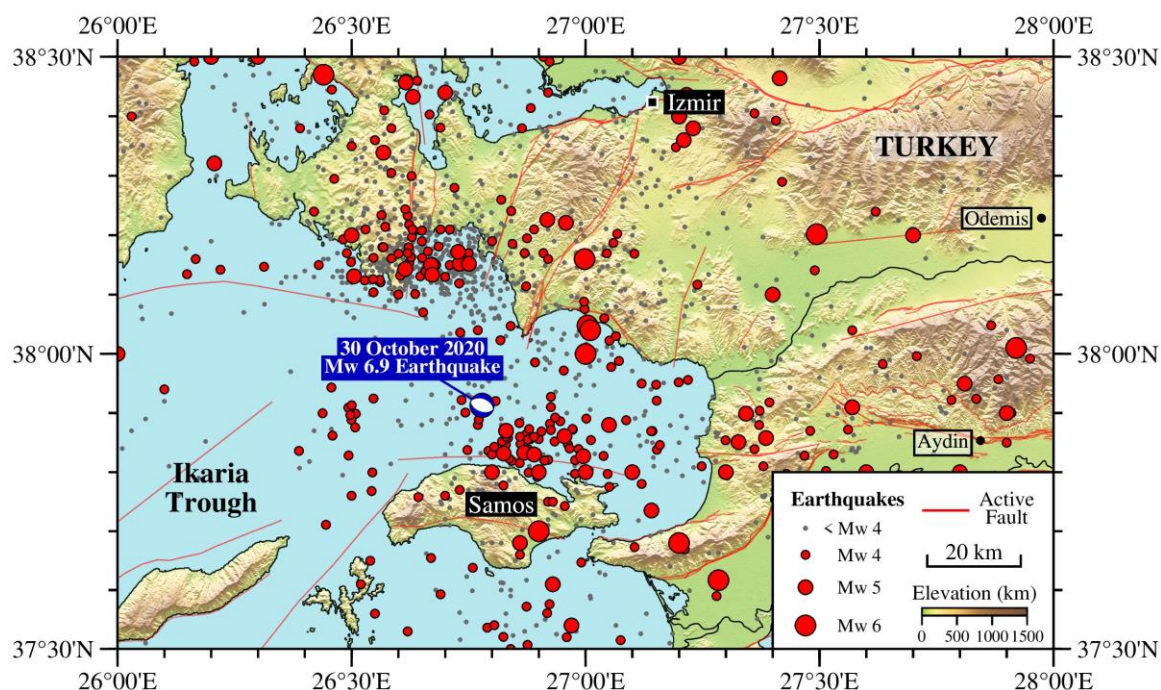 26°00'E 26°30'E 27°00'E 27°30'E 28°00'E
38°30'N 38°30'N
Izmir
TURKEY
Odemis
38°00'N 38°00'N
30 October 2020
Mw 6.9 Earthquake
Aydin
Ikaria
Trough
Samos
Earthquakes
< Mw 4
Mw 4
Mw 5
Mw 6
Active
Fault
20 km
Elevation (km)
0 500 1000 1500
37°30'N 37°30'N
26°00'E 26°30'E 27°00'E 27°30'E 28°00'E